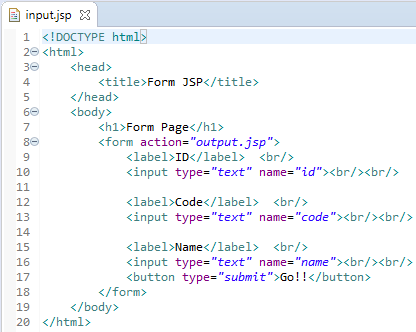 input.jsp
1 <!DOCTYPE html>
2 <html>
3 <head>
4 <title>Form JSP</title>
5 </head>
6 <body>
7 <h1>Form Page</h1>
8 <form action="output.jsp">
9 <label>ID</label> <br/>
10 <input type="text" name="id"><br/><br/>
11
12 <label>Code</label> <br/>
13 <input type="text" name="code"><br/><br/>
14
15 <label>Name</label> <br/>
16 <input type="text" name="name"><br/><br/>
17 <button type="submit">Go!!</button>
18 </form>
19 </body>
20 </html>